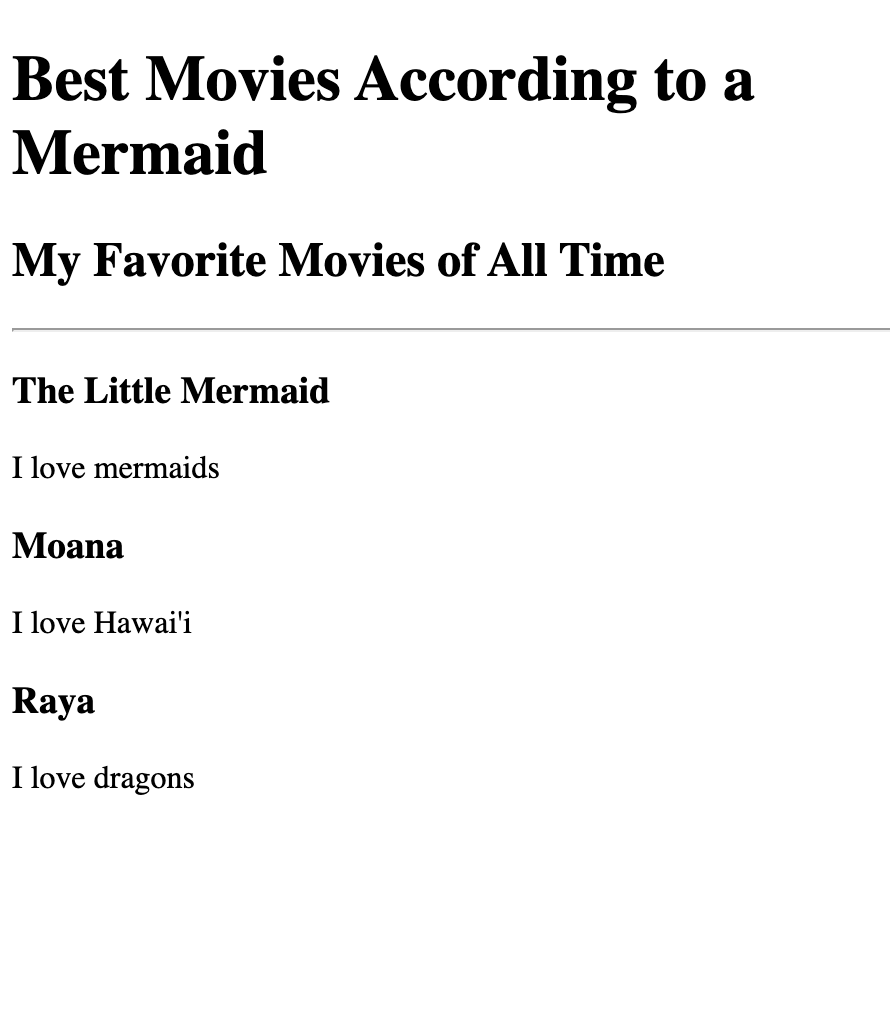 Best Movies According to a
Mermaid
My Favorite Movies of All Time
The Little Mermaid
I love mermaids
Moana
I love Hawai'i
Raya
I love dragons